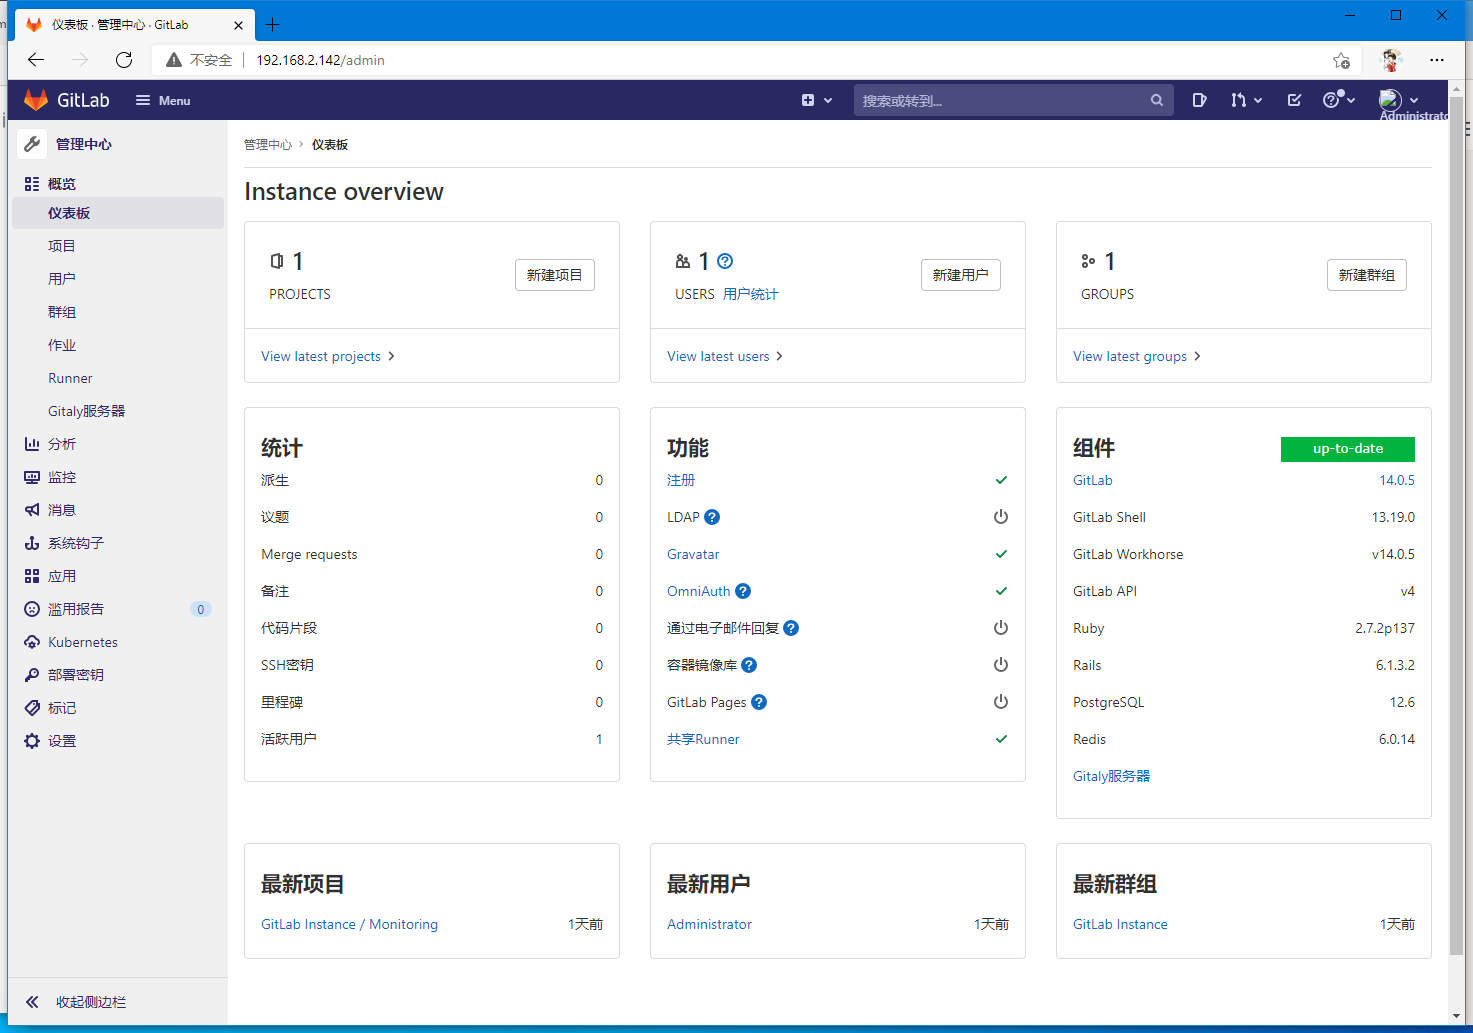 仪表板 · 管理中心 · GitLab
不安全 192.168.2.142/admin
GitLab Menu 搜索或转到... Administrato
管理中心
管理中心 › 仪表板
概览
仪表板
项目
用户
群组
作业
Runner
Gitaly服务器
分析
监控
消息
系统钩子
应用
滥用报告 0
Kubernetes
部署密钥
标记
设置
收起侧边栏
Instance overview
1
PROJECTS
新建项目
View latest projects
1
USERS 用户统计
新建用户
View latest users
1
GROUPS
新建群组
View latest groups
统计
派生 0
议题 0
Merge requests 0
备注 0
代码片段 0
SSH密钥 0
里程碑 0
活跃用户 1
功能
注册
LDAP
Gravatar
OmniAuth
通过电子邮件回复
容器镜像库
GitLab Pages
共享Runner
组件 up-to-date
GitLab 14.0.5
GitLab Shell 13.19.0
GitLab Workhorse v14.0.5
GitLab API v4
Ruby 2.7.2p137
Rails 6.1.3.2
PostgreSQL 12.6
Redis 6.0.14
Gitaly服务器
最新项目
GitLab Instance / Monitoring 1天前
最新用户
Administrator 1天前
最新群组
GitLab Instance 1天前